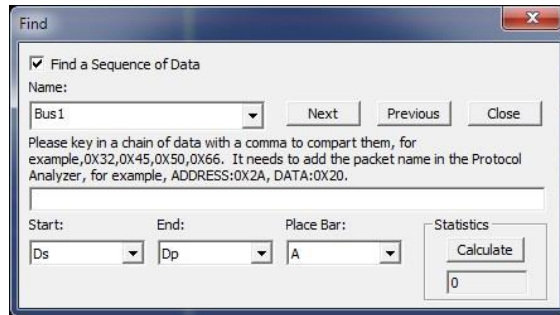 Find
Find a Sequence of Data
Name:
Bus1
Next
Previous
Close
Please key in a chain of data with a comma to compart them, for
example,0X32,0X45,0X50,0X66.  It needs to add the packet name in the Protocol
Analyzer, for example, ADDRESS:0X2A, DATA:0X20.
Start:
End:
Place Bar:
Statistics
Ds
Dp
A
Calculate
0